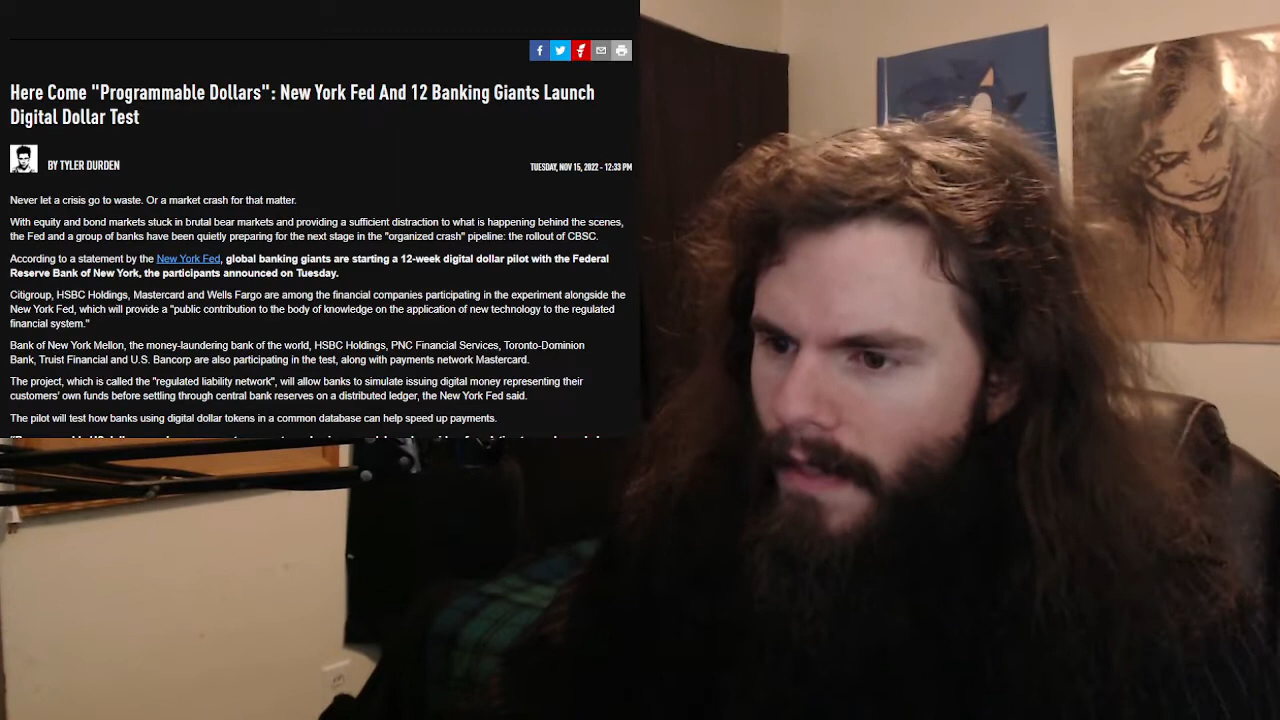 Here Come "Programmable Dollars": New York Fed And 12 Banking Giants Launch
Digital Dollar Test
BY TYLER DURDEN
TUESDAY, NOV 15, 2022 - 12:33 PM
Never let a crisis go to waste. Or a market crash for that matter.
With equity and bond markets stuck in brutal bear markets and providing a sufficient distraction to what is happening behind the scenes,
the Fed and a group of banks have been quietly preparing for the next stage in the "organized crash" pipeline: the rollout of CBSC.
According to a statement by the New York Fed, global banking giants are starting a 12-week digital dollar pilot with the Federal
Reserve Bank of New York, the participants announced on Tuesday.
Citigroup, HSBC Holdings, Mastercard and Wells Fargo are among the financial companies participating in the experiment alongside the
New York Fed, which will provide a "public contribution to the body of knowledge on the application of new technology to the regulated
financial system."
Bank of New York Mellon, the money-laundering bank of the world, HSBC Holdings, PNC Financial Services, Toronto-Dominion
Bank, Truist Financial and U.S. Bancorp are also participating in the test, along with payments network Mastercard.
The project, which is called the "regulated liability network", will allow banks to simulate issuing digital money representing their
customers' own funds before settling through central bank reserves on a distributed ledger, the New York Fed said.
The pilot will test how banks using digital dollar tokens in a common database can help speed up payments.